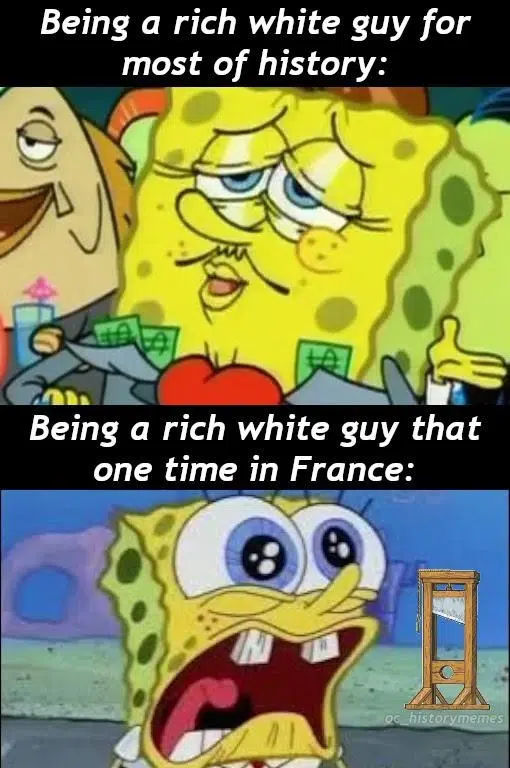 Being a rich white guy for
most of history:
Being a rich white guy that
one time in France:
oc_historymemes